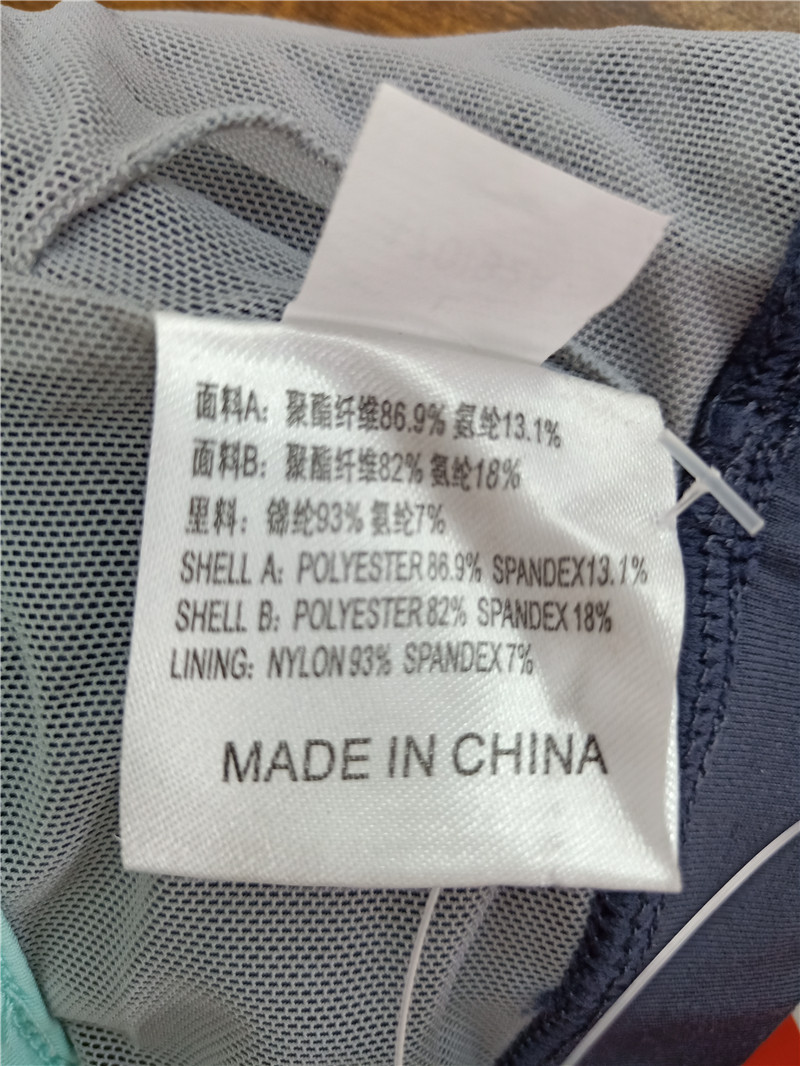 面料A: 聚酯纤维86.9% 氨纶13.1%
面料B: 聚酯纤维82% 氨纶18%
里料: 锦纶93% 氨纶7%
SHELL A: POLYESTER 86.9% SPANDEX13.1%
SHELL B: POLYESTER 82% SPANDEX 18%
LINING: NYLON 93% SPANDEX 7%
MADE IN CHINA